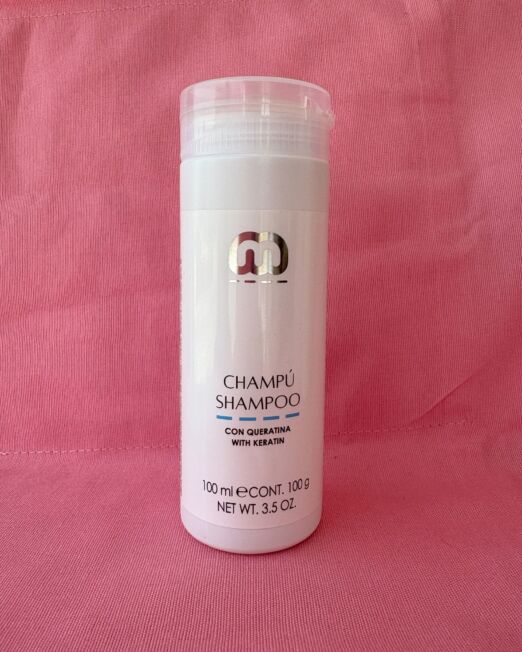 m
CHAMPÚ
SHAMPOO
CON QUERATINA
WITH KERATIN
100 ml ℮ CONT. 100 g
NET WT. 3.5 OZ.